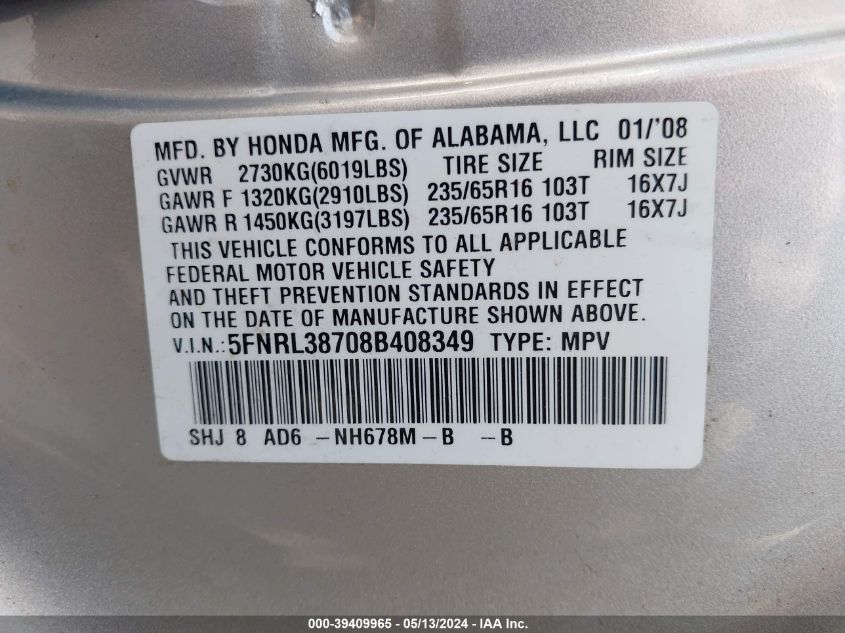 MFD. BY HONDA MFG. OF ALABAMA, LLC 01/'08
GVWR 2730KG(6019LBS) TIRE SIZE RIM SIZE
GAWR F 1320KG(2910LBS) 235/65R16 103T 16X7J
GAWR R 1450KG(3197LBS) 235/65R16 103T 16X7J
THIS VEHICLE CONFORMS TO ALL APPLICABLE
FEDERAL MOTOR VEHICLE SAFETY
AND THEFT PREVENTION STANDARDS IN EFFECT
ON THE DATE OF MANUFACTURE SHOWN ABOVE.
V.I.N.: 5FNRL38708B408349 TYPE: MPV
SHJ 8 AD6 -NH678M-B -B
000-39409965 - 05/13/2024 - IAA Inc.